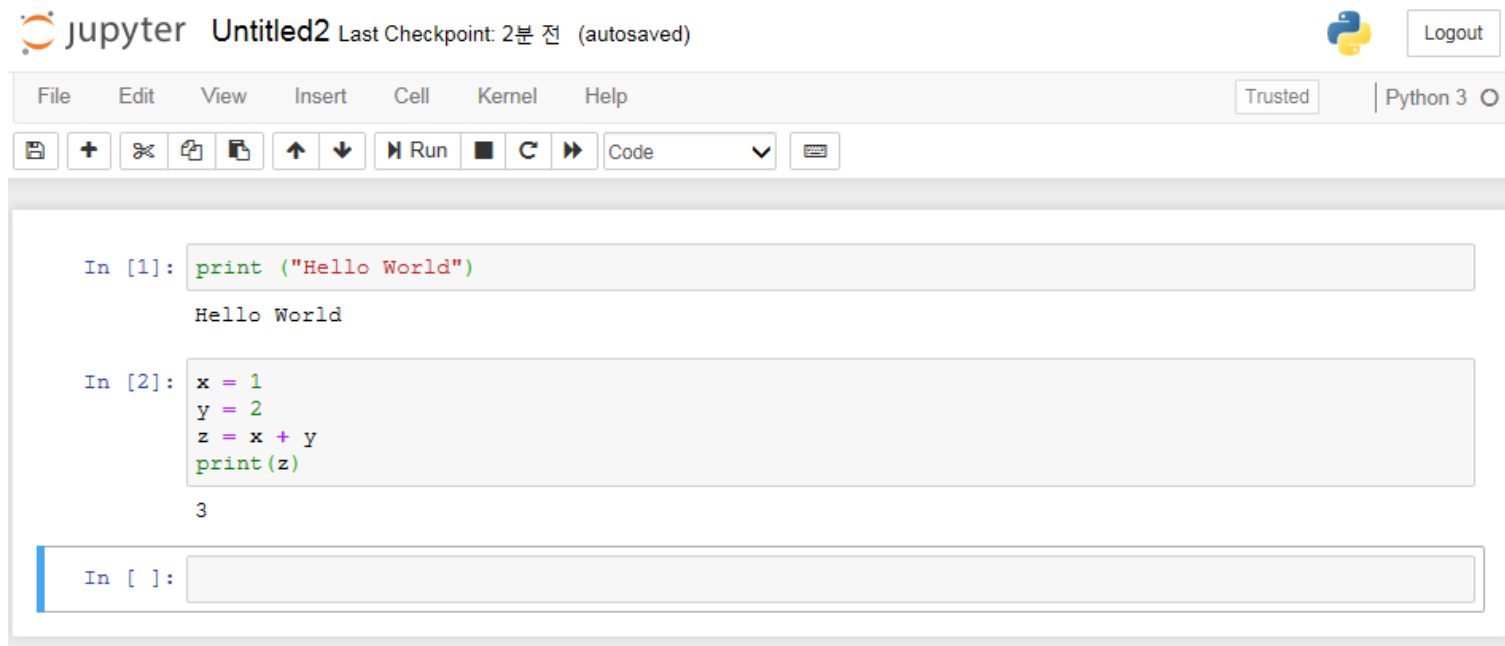 jupyter Untitled2 Last Checkpoint: 2분 전 (autosaved) Logout
File Edit View Insert Cell Kernel Help Trusted Python 3
Run Code
In [1]: print ("Hello World")
Hello World
In [2]: x = 1
y = 2
z = x + y
print(z)
3
In [ ]: